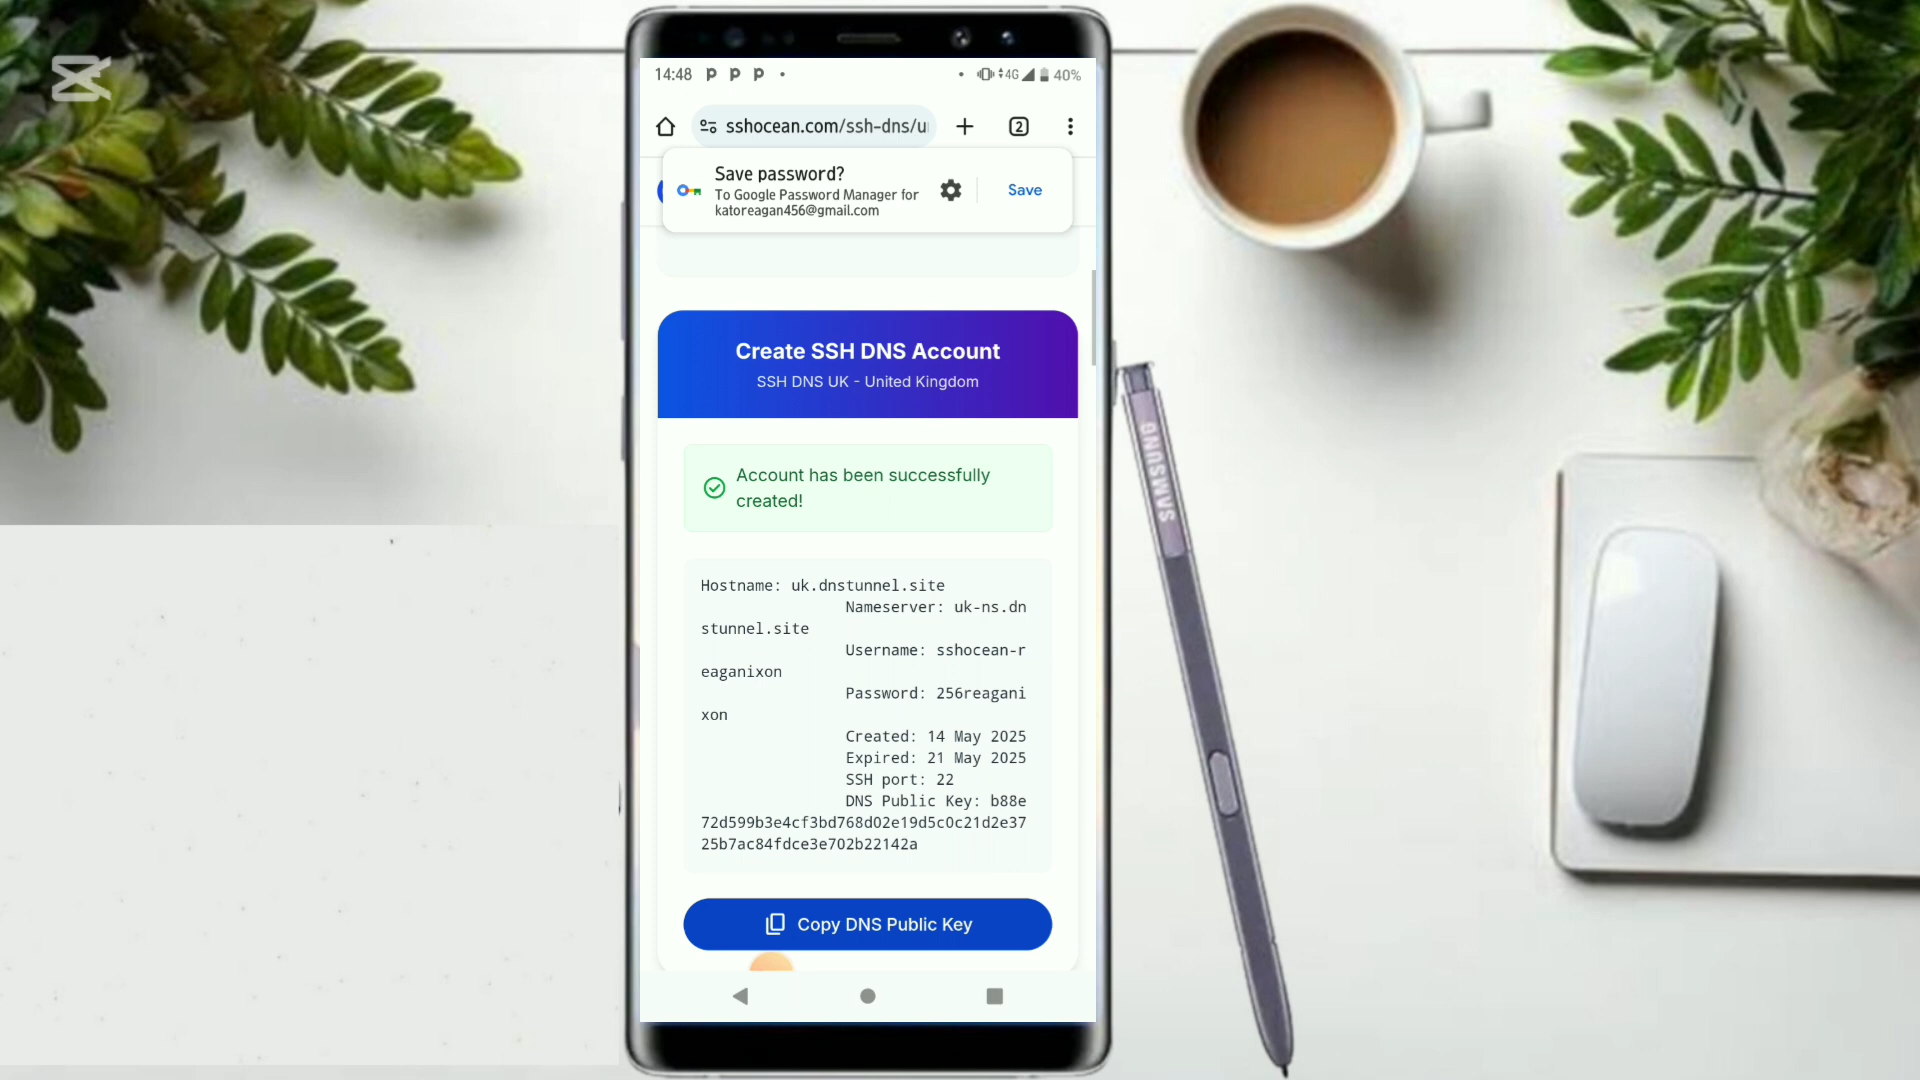 14:48
4G 40%
sshocean.com/ssh-dns/u
2
Save password?
To Google Password Manager for
katoreagan456@gmail.com
Save
Create SSH DNS Account
SSH DNS UK - United Kingdom
Account has been successfully
created!
Hostname: uk.dnstunnel.site
Nameserver: uk-ns.dn
stunnel.site
Username: sshocean-r
eaganixon
Password: 256reagani
xon
Created: 14 May 2025
Expired: 21 May 2025
SSH port: 22
DNS Public Key: b88e
72d599b3e4cf3bd768d02e19d5c0c21d2e37
25b7ac84fdce3e702b22142a
Copy DNS Public Key
SAMSUNG